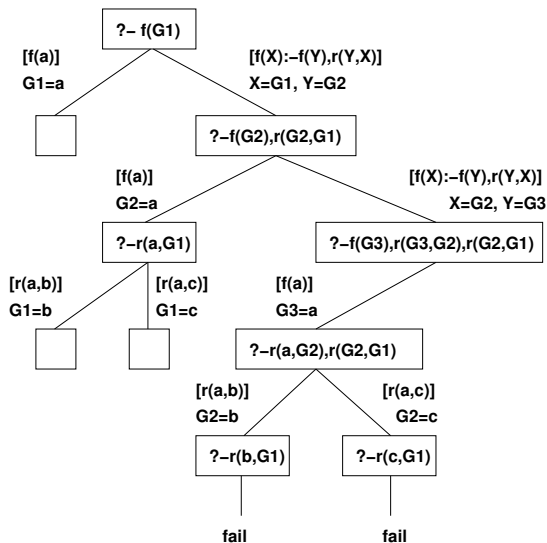 ?– f(G1)
[f(a)]
G1=a
[f(X):–f(Y),r(Y,X)]
X=G1, Y=G2
?–f(G2),r(G2,G1)
[f(a)]
G2=a
[f(X):–f(Y),r(Y,X)]
X=G2, Y=G3
?–r(a,G1)
?–f(G3),r(G3,G2),r(G2,G1)
[r(a,b)]
G1=b
[r(a,c)]
G1=c
[f(a)]
G3=a
?–r(a,G2),r(G2,G1)
[r(a,b)]
G2=b
[r(a,c)]
G2=c
?–r(b,G1)
?–r(c,G1)
fail
fail